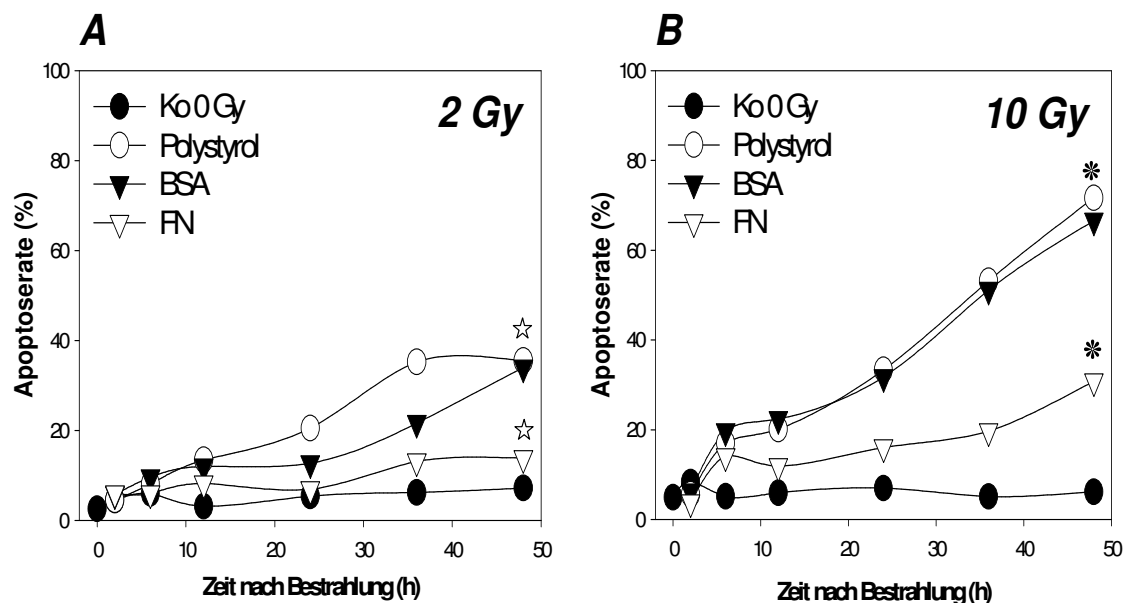 A
100
80
60
40
20
0
Apoptoserate (%)
Ko 0 Gy
Polystyrol
BSA
FN
2 Gy
0 10 20 30 40 50
Zeit nach Bestrahlung (h)
B
100
80
60
40
20
0
Apoptoserate (%)
Ko 0 Gy
Polystyrol
BSA
FN
10 Gy
0 10 20 30 40 50
Zeit nach Bestrahlung (h)